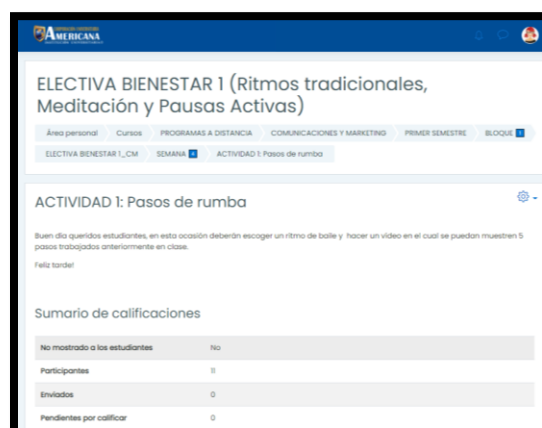 AMERICANA
ELECTIVA BIENESTAR 1 (Ritmos tradicionales,
Meditación y Pausas Activas)
Área personal Cursos PROGRAMAS A DISTANCIA COMUNICACIONES Y MARKETING PRIMER SEMESTRE BLOQUE
ELECTIVA BIENESTAR 1_CM SEMANA ACTIVIDAD 1: Pasos de rumba
ACTIVIDAD 1: Pasos de rumba
Buen día queridos estudiantes, en esta ocasión deberán escoger un ritmo de baile y hacer un video en el cual se puedan muestren 5
pasos trabajados anteriormente en clase.
Feliz tarde!
Sumario de calificaciones
No mostrado a los estudiantes No
Participantes 11
Enviados 0
Pendientes por calificar 0